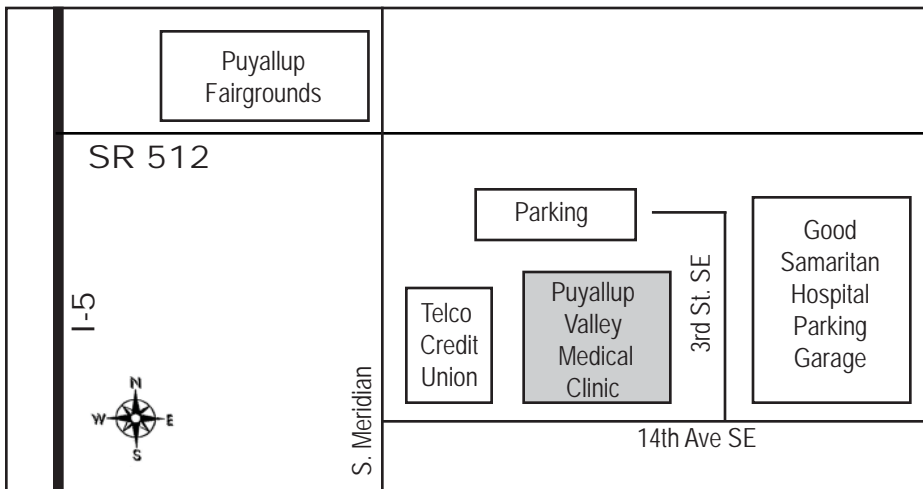 Puyallup
Fairgrounds
SR 512
Parking
Good
Samaritan
Hospital
Parking
Garage
I-5
Telco
Credit
Union
Puyallup
Valley
Medical
Clinic
3rd St. SE
N
W
E
S
S. Meridian
14th Ave SE